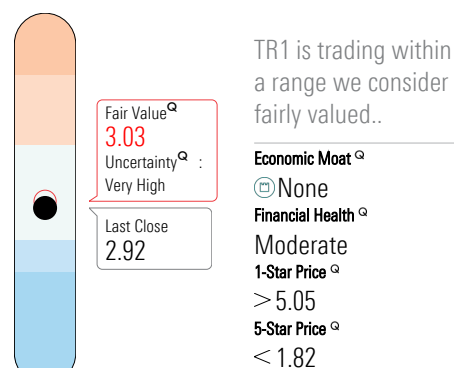 TR1 is trading within
a range we consider
fairly valued..
Fair Value Q
3.03
Uncertainty Q :
Very High
Last Close
2.92
Economic Moat Q
None
Financial Health Q
Moderate
1-Star Price Q
>5.05
5-Star Price Q
<1.82